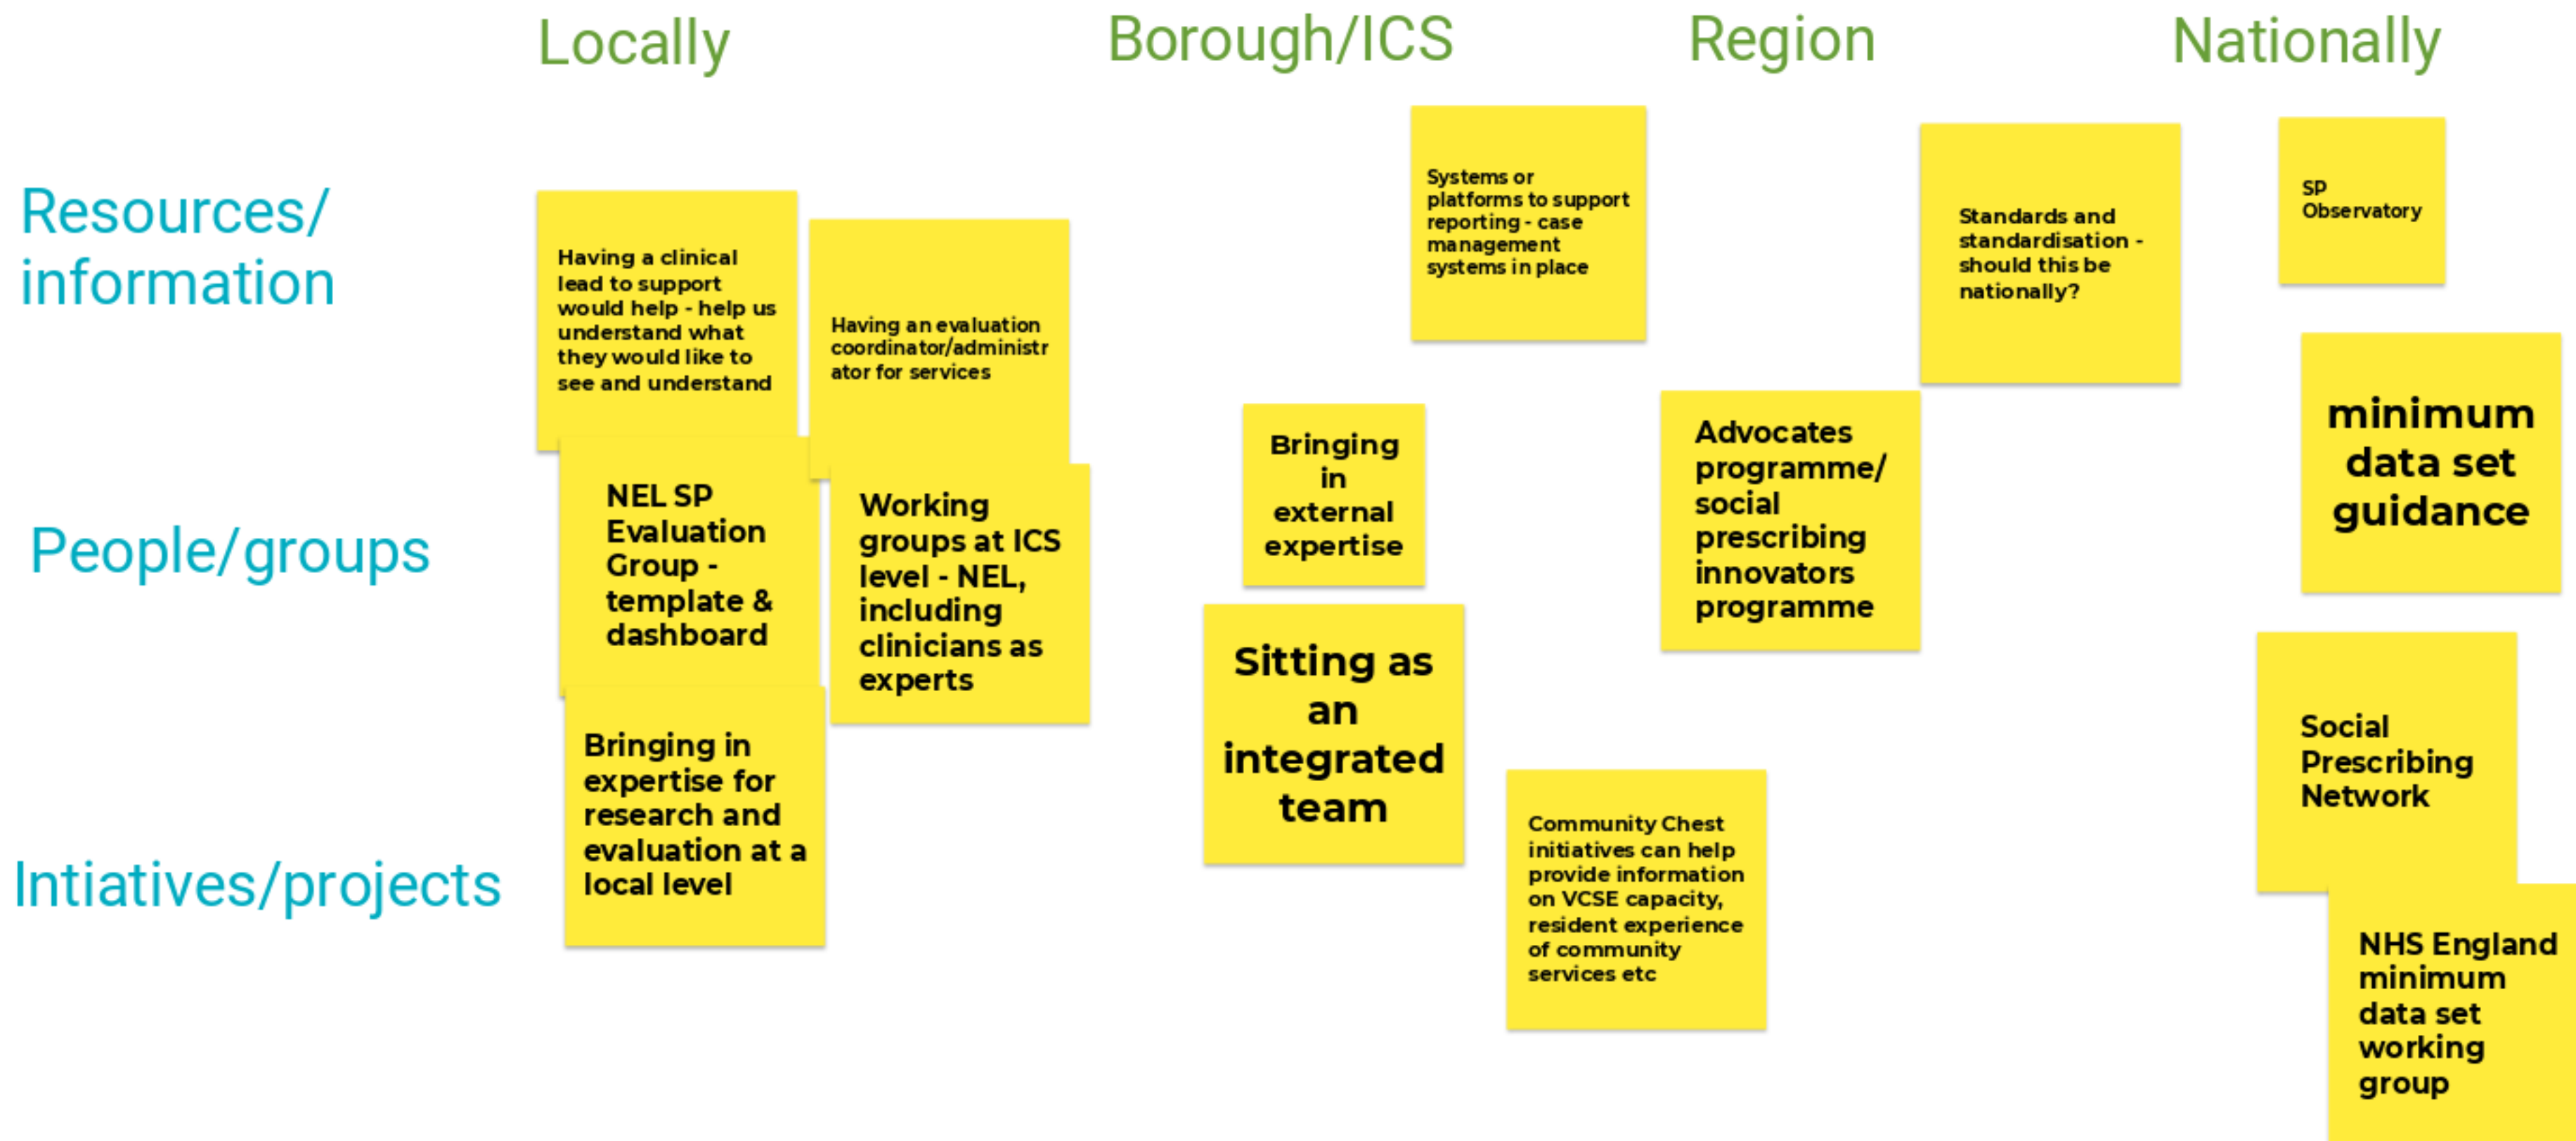 Locally
Borough/ICS
Region
Nationally
Resources/
information
People/groups
Intiatives/projects
Having a clinical
lead to support
would help - help us
understand what
they would like to
see and understand
Having an evaluation
coordinator/administr
ator for services
NEL SP
Evaluation
Group -
template &
dashboard
Working
groups at ICS
level - NEL,
including
clinicians as
experts
Bringing in
expertise for
research and
evaluation at a
local level
Systems or
platforms to support
reporting - case
management
systems in place
Bringing
in
external
expertise
Sitting as
an
integrated
team
Community Chest
initiatives can help
provide information
on VCSE capacity,
resident experience
of community
services etc
Advocates
programme/
social
prescribing
innovators
programme
Standards and
standardisation -
should this be
nationally?
SP
Observatory
minimum
data set
guidance
Social
Prescribing
Network
NHS England
minimum
data set
working
group